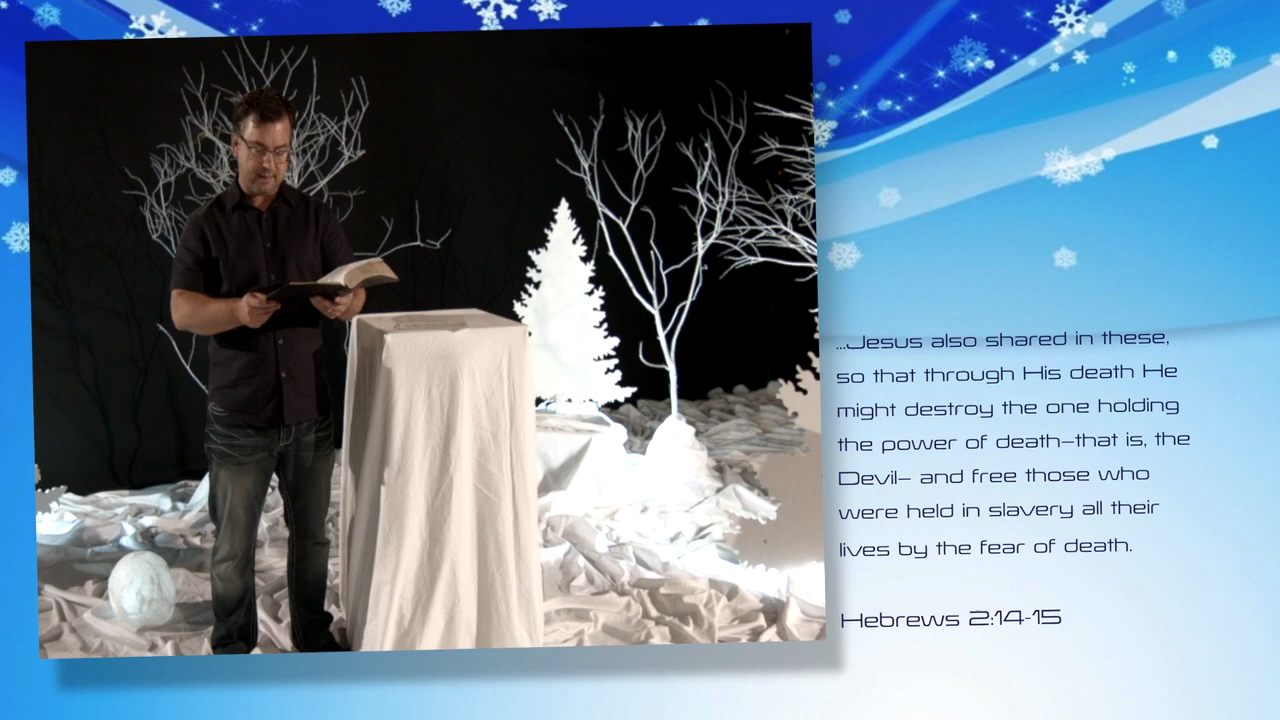 ...Jesus also shared in these,
so that through His death He
might destroy the one holding
the power of death–that is, the
Devil– and free those who
were held in slavery all their
lives by the fear of death.
Hebrews 2:14-15